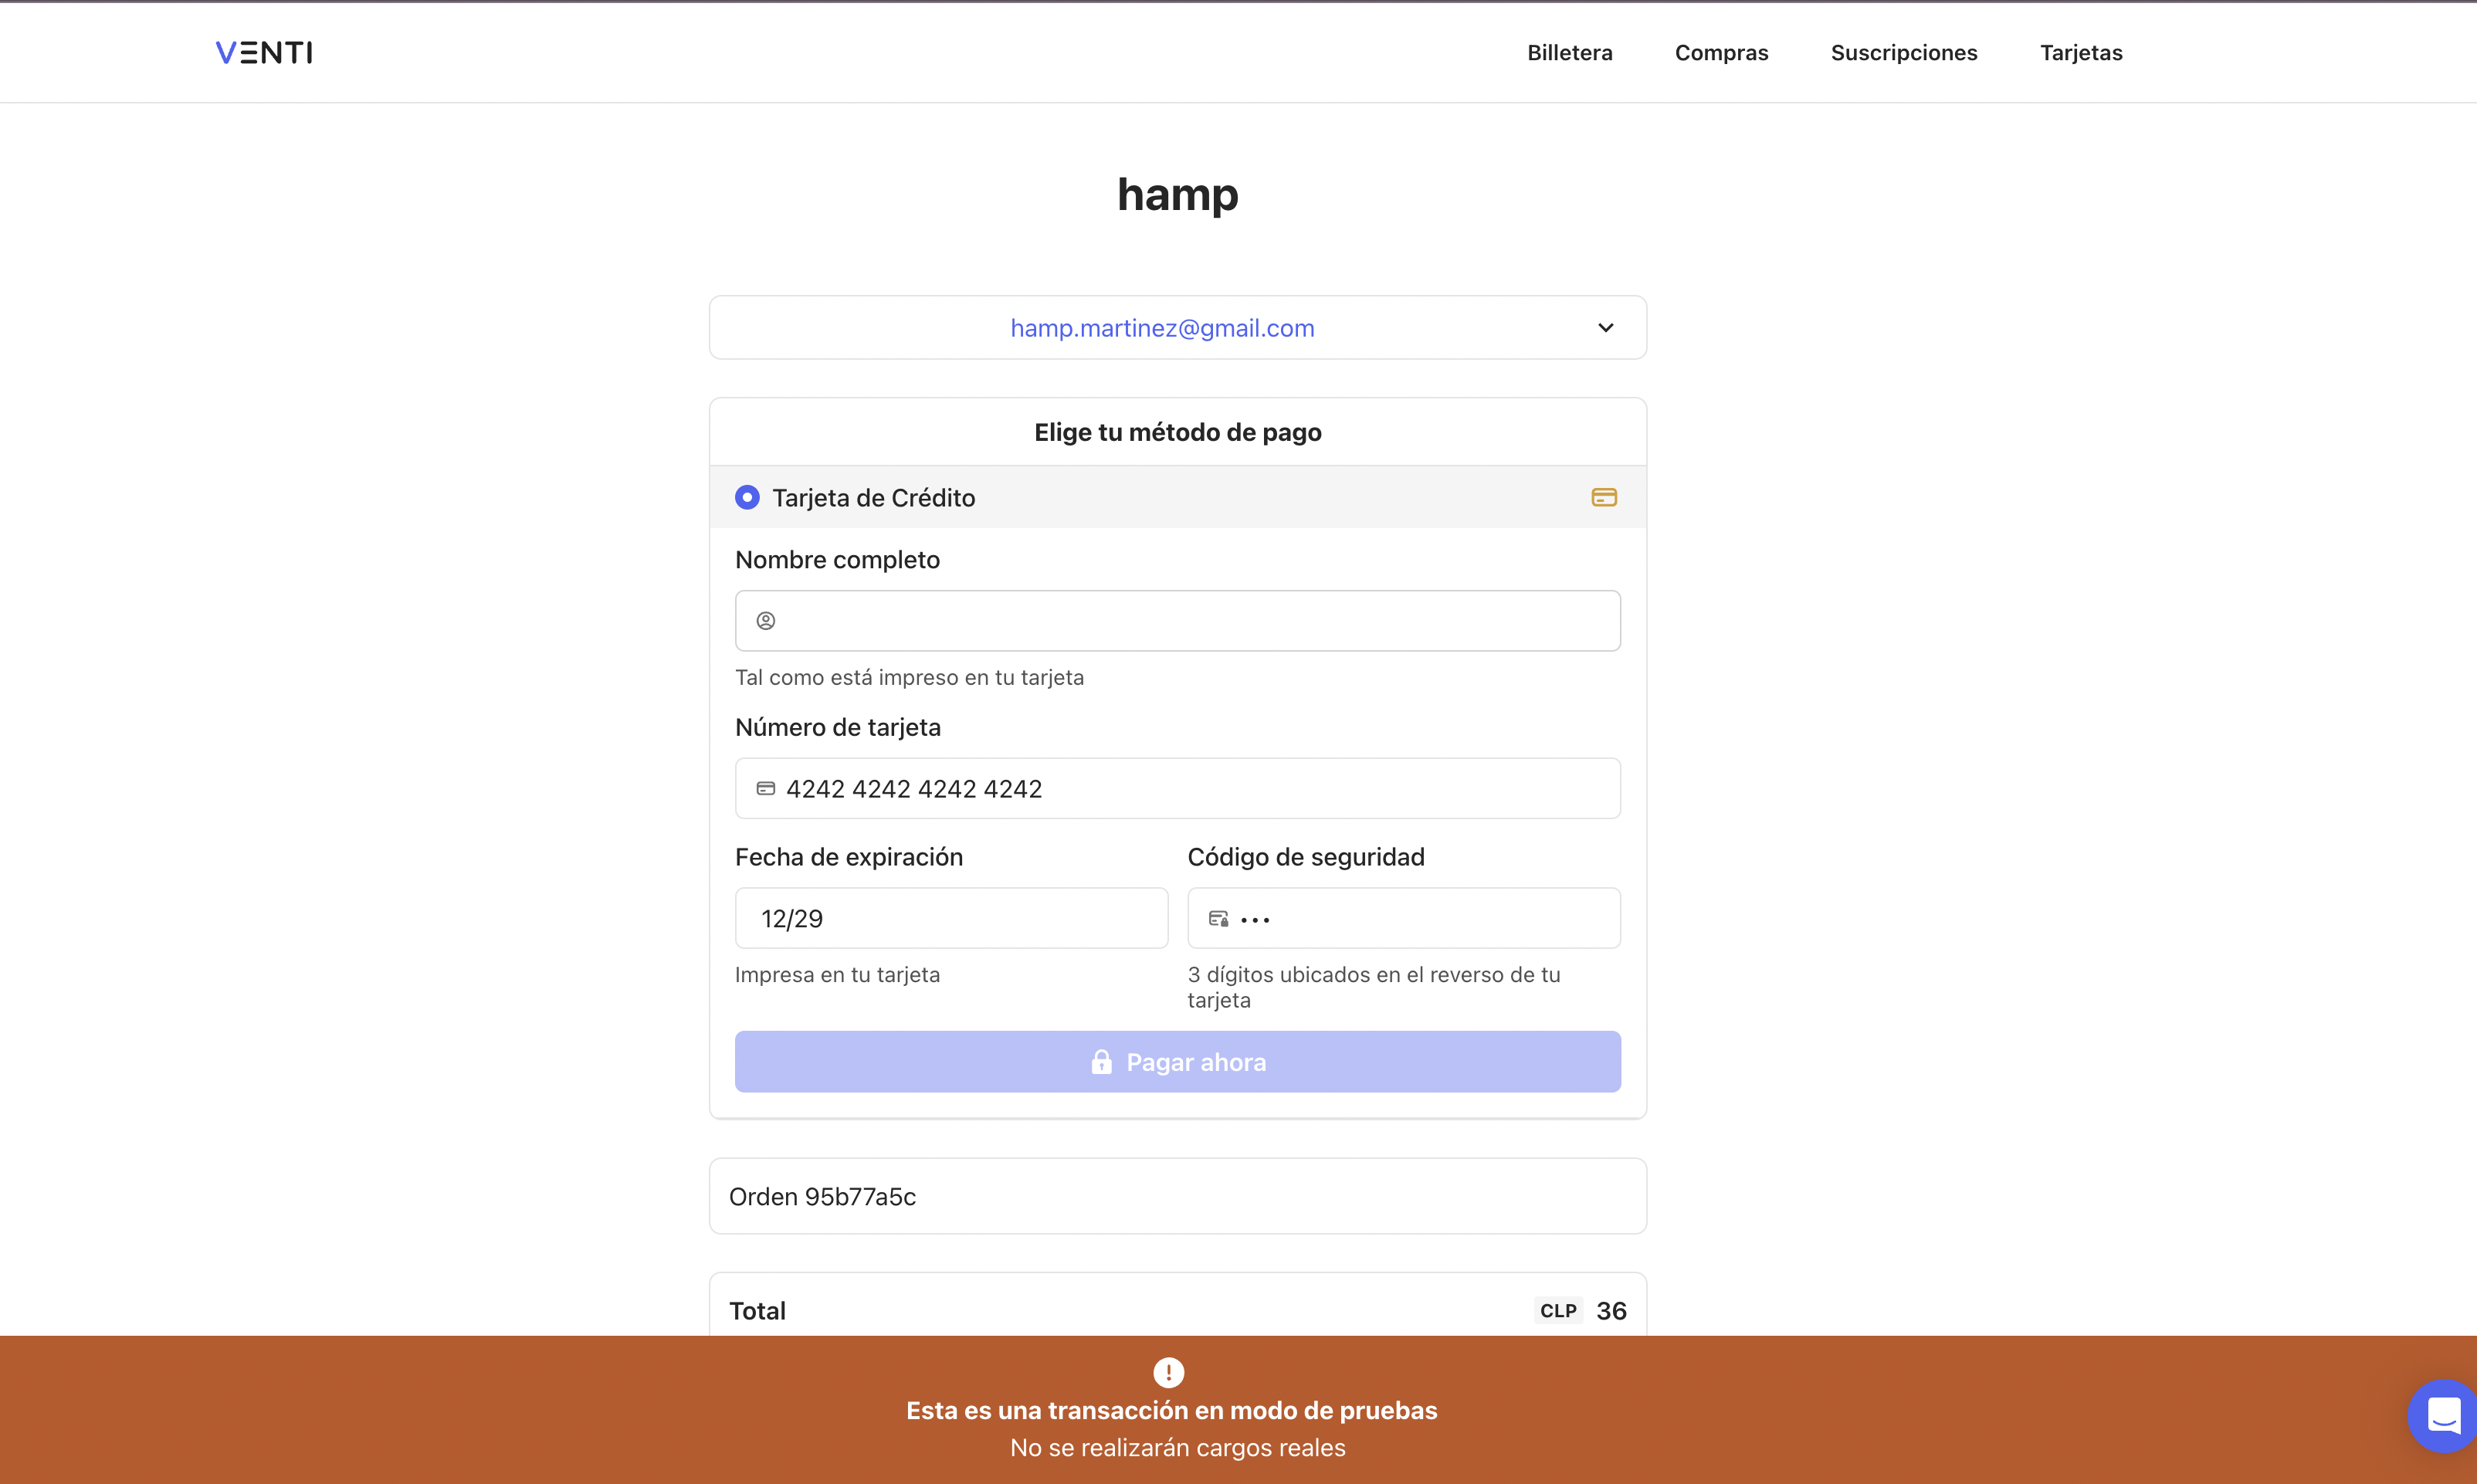 VENTI
Billetera Compras Suscripciones Tarjetas
hamp
hamp.martinez@gmail.com
Elige tu método de pago
Tarjeta de Crédito
Nombre completo
Tal como está impreso en tu tarjeta
Número de tarjeta
4242 4242 4242 4242
Fecha de expiración
Código de seguridad
12/29
•••
Impresa en tu tarjeta
3 dígitos ubicados en el reverso de tu
tarjeta
Pagar ahora
Orden 95b77a5c
Total CLP 36
Esta es una transacción en modo de pruebas
No se realizarán cargos reales